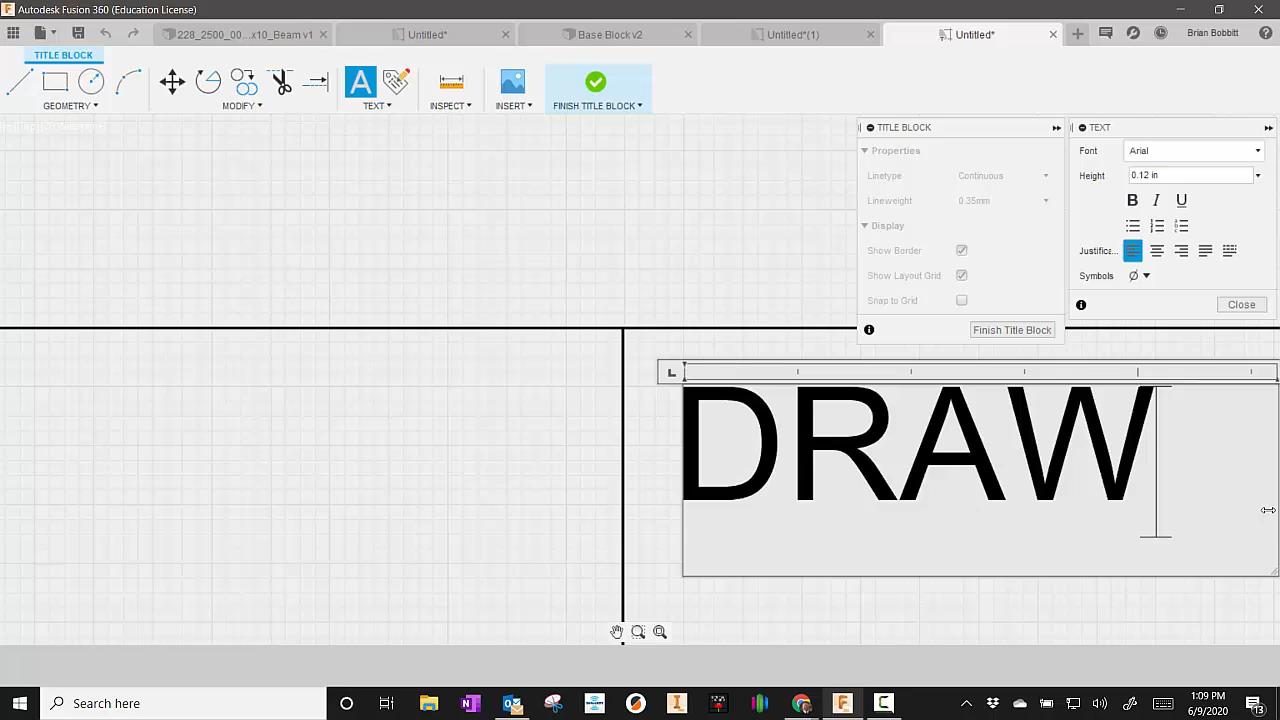 Autodesk Fusion 360 (Education License)
228_2500_00...x10_Beam v1
Untitled*
Base Block v2
Untitled*(1)
Untitled*
Brian Bobbitt
TITLE BLOCK
GEOMETRY
MODIFY
TEXT
INSPECT
INSERT
FINISH TITLE BLOCK
TITLE BLOCK
Properties
Linetype Continuous
Lineweight 0.35mm
Display
Show Border
Show Layout Grid
Snap to Grid
Finish Title Block
TEXT
Font Arial
Height 0.12 in
B I U
Justifica...
Symbols Ø
Close
DRAW
Search here
1:09 PM
6/9/2020